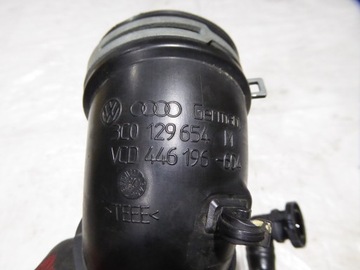 Germany
3C0 129 654 M
VCD 446 196
>TEEE<